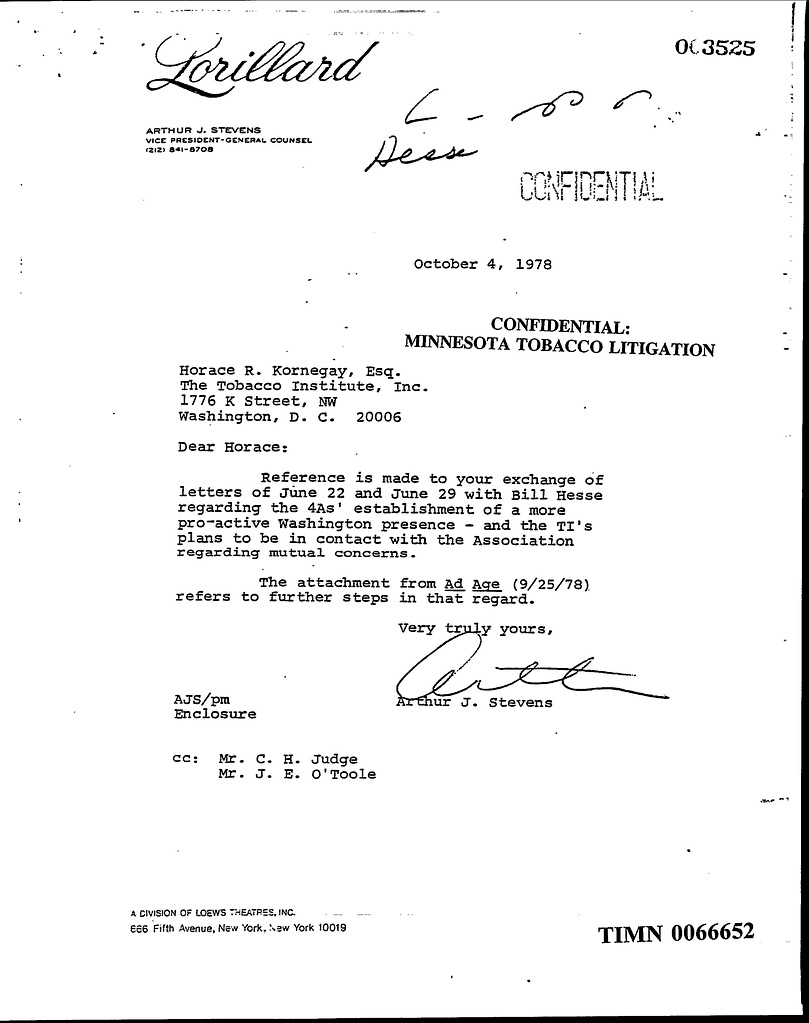 Lorillard
003525
ARTHUR J. STEVENS
VICE PRESIDENT-GENERAL COUNSEL
(212) 841-8708
Hesse
CONFIDENTIAL
October 4, 1978
CONFIDENTIAL:
MINNESOTA TOBACCO LITIGATION
Horace R. Kornegay, Esq.
The Tobacco Institute, Inc.
1776 K Street, NW
Washington, D. C. 20006
Dear Horace:
Reference is made to your exchange of
letters of June 22 and June 29 with Bill Hesse
regarding the 4As' establishment of a more
pro-active Washington presence - and the TI's
plans to be in contact with the Association
regarding mutual concerns.
The attachment from Ad Age (9/25/78)
refers to further steps in that regard.
Very truly yours,
Arthur J. Stevens
AJS/pm
Enclosure
cc: Mr. C. H. Judge
Mr. J. E. O'Toole
A DIVISION OF LOEWS THEATRES, INC.
666 Fifth Avenue, New York, New York 10019
TIMN 0066652